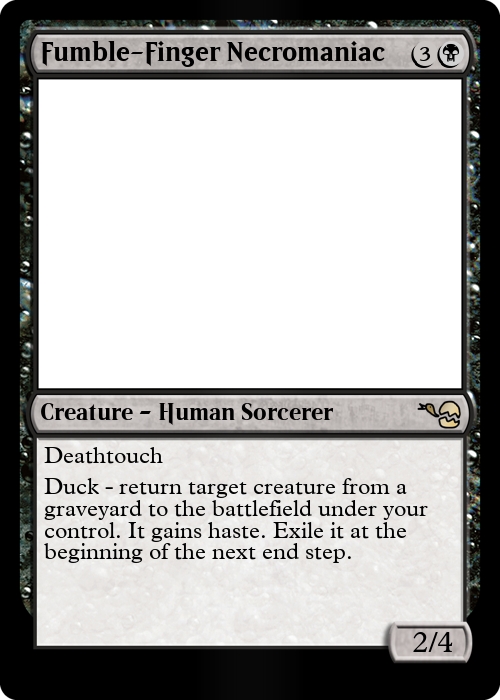 Fumble-Finger Necromaniac 3
Creature - Human Sorcerer
Deathtouch
Duck - return target creature from a
graveyard to the battlefield under your
control. It gains haste. Exile it at the
beginning of the next end step.
2/4